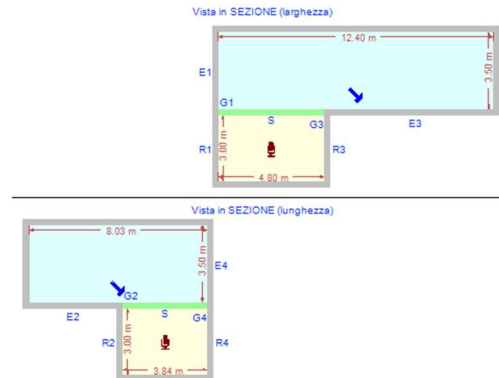 Vista in SEZIONE (larghezza)
12.40 m
E1
3.50 m
G1
S
G3
E3
R1
3.00 m
R3
4.80 m
Vista in SEZIONE (lunghezza)
8.03 m
3.50 m
E4
G2
E2
S
G4
R2
3.00 m
R4
3.84 m